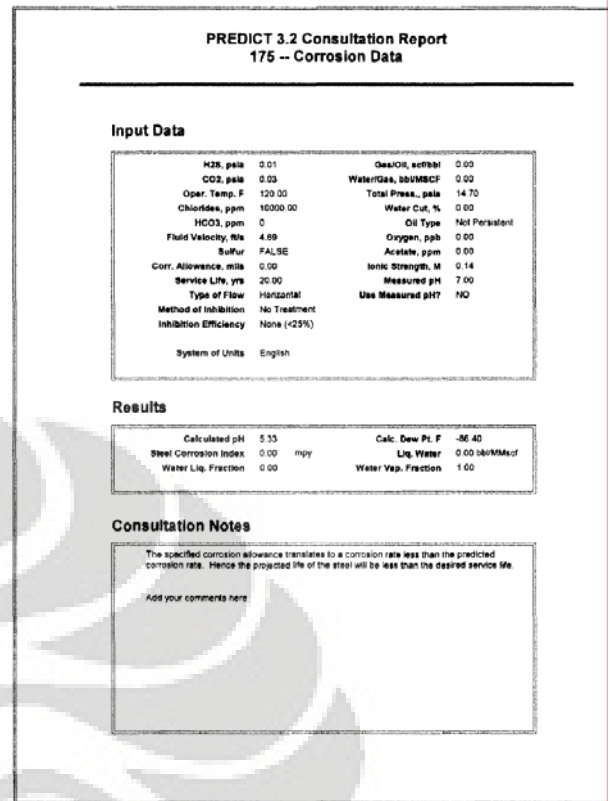 PREDICT 3.2 Consultation Report
175 -- Corrosion Data
Input Data
H2S, psia 0.01 Gas/Oil, scf/bbl 0.00
CO2, psia 0.03 Water/Gas, bbl/MSCF 0.00
Oper. Temp. F 120.00 Total Press., psia 14.70
Chlorides, ppm 10000.00 Water Cut, % 0.00
HCO3, ppm 0 Oil Type Not Persistent
Fluid Velocity, ft/s 4.69 Oxygen, ppb 0.00
Sulfur FALSE Acetate, ppm 0.00
Corr. Allowance, mils 0.00 Ionic Strength, M 0.14
Service Life, yrs 20.00 Measured pH 7.00
Type of Flow Horizontal Use Measured pH? NO
Method of Inhibition No Treatment
Inhibition Efficiency None (<25%)
System of Units English
Results
Calculated pH 5.33 Calc. Dew Pt. F -86.40
Steel Corrosion Index 0.00 mpy Liq. Water 0.00 bbl/MMscf
Water Liq. Fraction 0.00 Water Vap. Fraction 1.00
Consultation Notes
The specified corrosion allowance translates to a corrosion rate less than the predicted
corrosion rate. Hence the projected life of the steel will be less than the desired service life.
Add your comments here